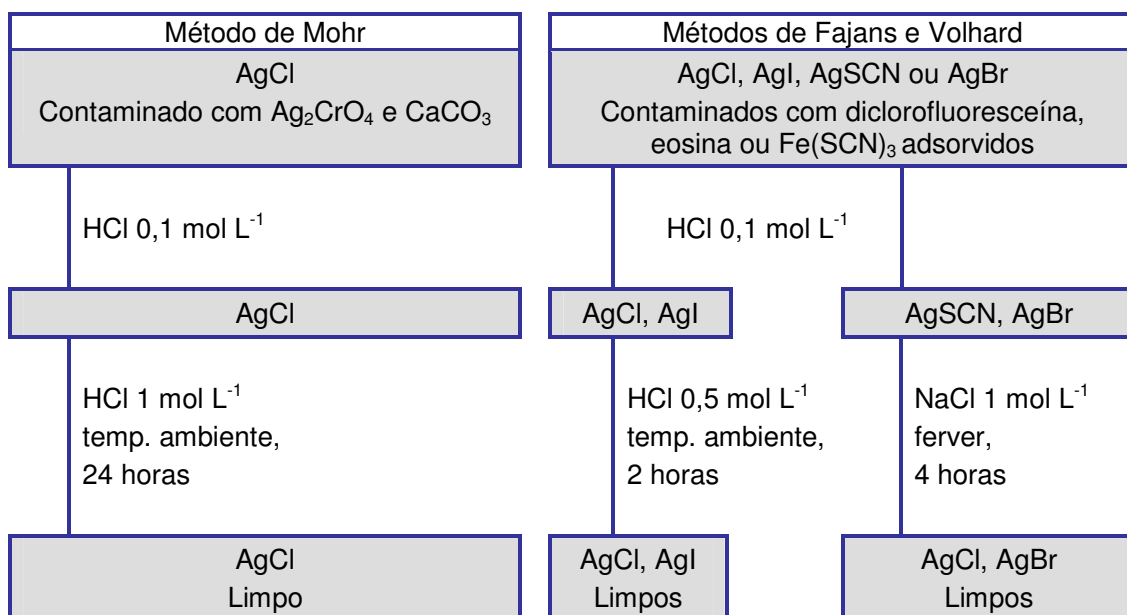 Método de Mohr
AgCl
Contaminado com Ag₂CrO₄ e CaCO₃
HCl 0,1 mol L⁻¹
AgCl
HCl 1 mol L⁻¹
temp. ambiente,
24 horas
AgCl
Limpo
Métodos de Fajans e Volhard
AgCl, AgI, AgSCN ou AgBr
Contaminados com diclorofluoresceína,
eosina ou Fe(SCN)₃ adsorvidos
HCl 0,1 mol L⁻¹
AgCl, AgI
HCl 0,5 mol L⁻¹
temp. ambiente,
2 horas
AgCl, AgI
Limpos
AgSCN, AgBr
NaCl 1 mol L⁻¹
ferver,
4 horas
AgCl, AgBr
Limpos